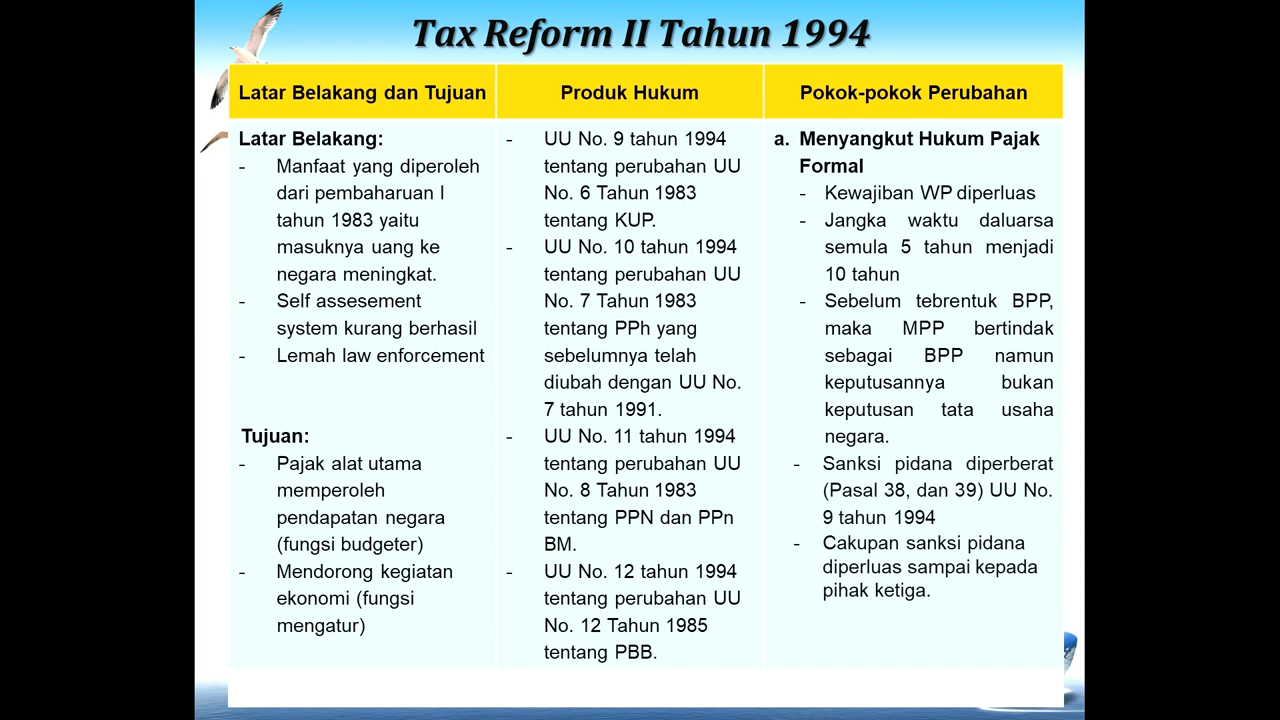 Tax Reform II Tahun 1994
Latar Belakang dan Tujuan
Produk Hukum
Pokok-pokok Perubahan
Latar Belakang:
- Manfaat yang diperoleh
dari pembaharuan I
tahun 1983 yaitu
masuknya uang ke
negara meningkat.
- Self assesement
system kurang berhasil
- Lemah law enforcement
Tujuan:
- Pajak alat utama
memperoleh
pendapatan negara
(fungsi budgeter)
- Mendorong kegiatan
ekonomi (fungsi
mengatur)
- UU No. 9 tahun 1994
tentang perubahan UU
No. 6 Tahun 1983
tentang KUP.
- UU No. 10 tahun 1994
tentang perubahan UU
No. 7 Tahun 1983
tentang PPh yang
sebelumnya telah
diubah dengan UU No.
7 tahun 1991.
- UU No. 11 tahun 1994
tentang perubahan UU
No. 8 Tahun 1983
tentang PPN dan PPn
BM.
- UU No. 12 tahun 1994
tentang perubahan UU
No. 12 Tahun 1985
tentang PBB.
a. Menyangkut Hukum Pajak
Formal
- Kewajiban WP diperluas
- Jangka waktu daluarsa
semula 5 tahun menjadi
10 tahun
- Sebelum tebrentuk BPP,
maka MPP bertindak
sebagai BPP namun
keputusannya bukan
keputusan tata usaha
negara.
- Sanksi pidana diperberat
(Pasal 38, dan 39) UU No.
9 tahun 1994
- Cakupan sanksi pidana
diperluas sampai kepada
pihak ketiga.